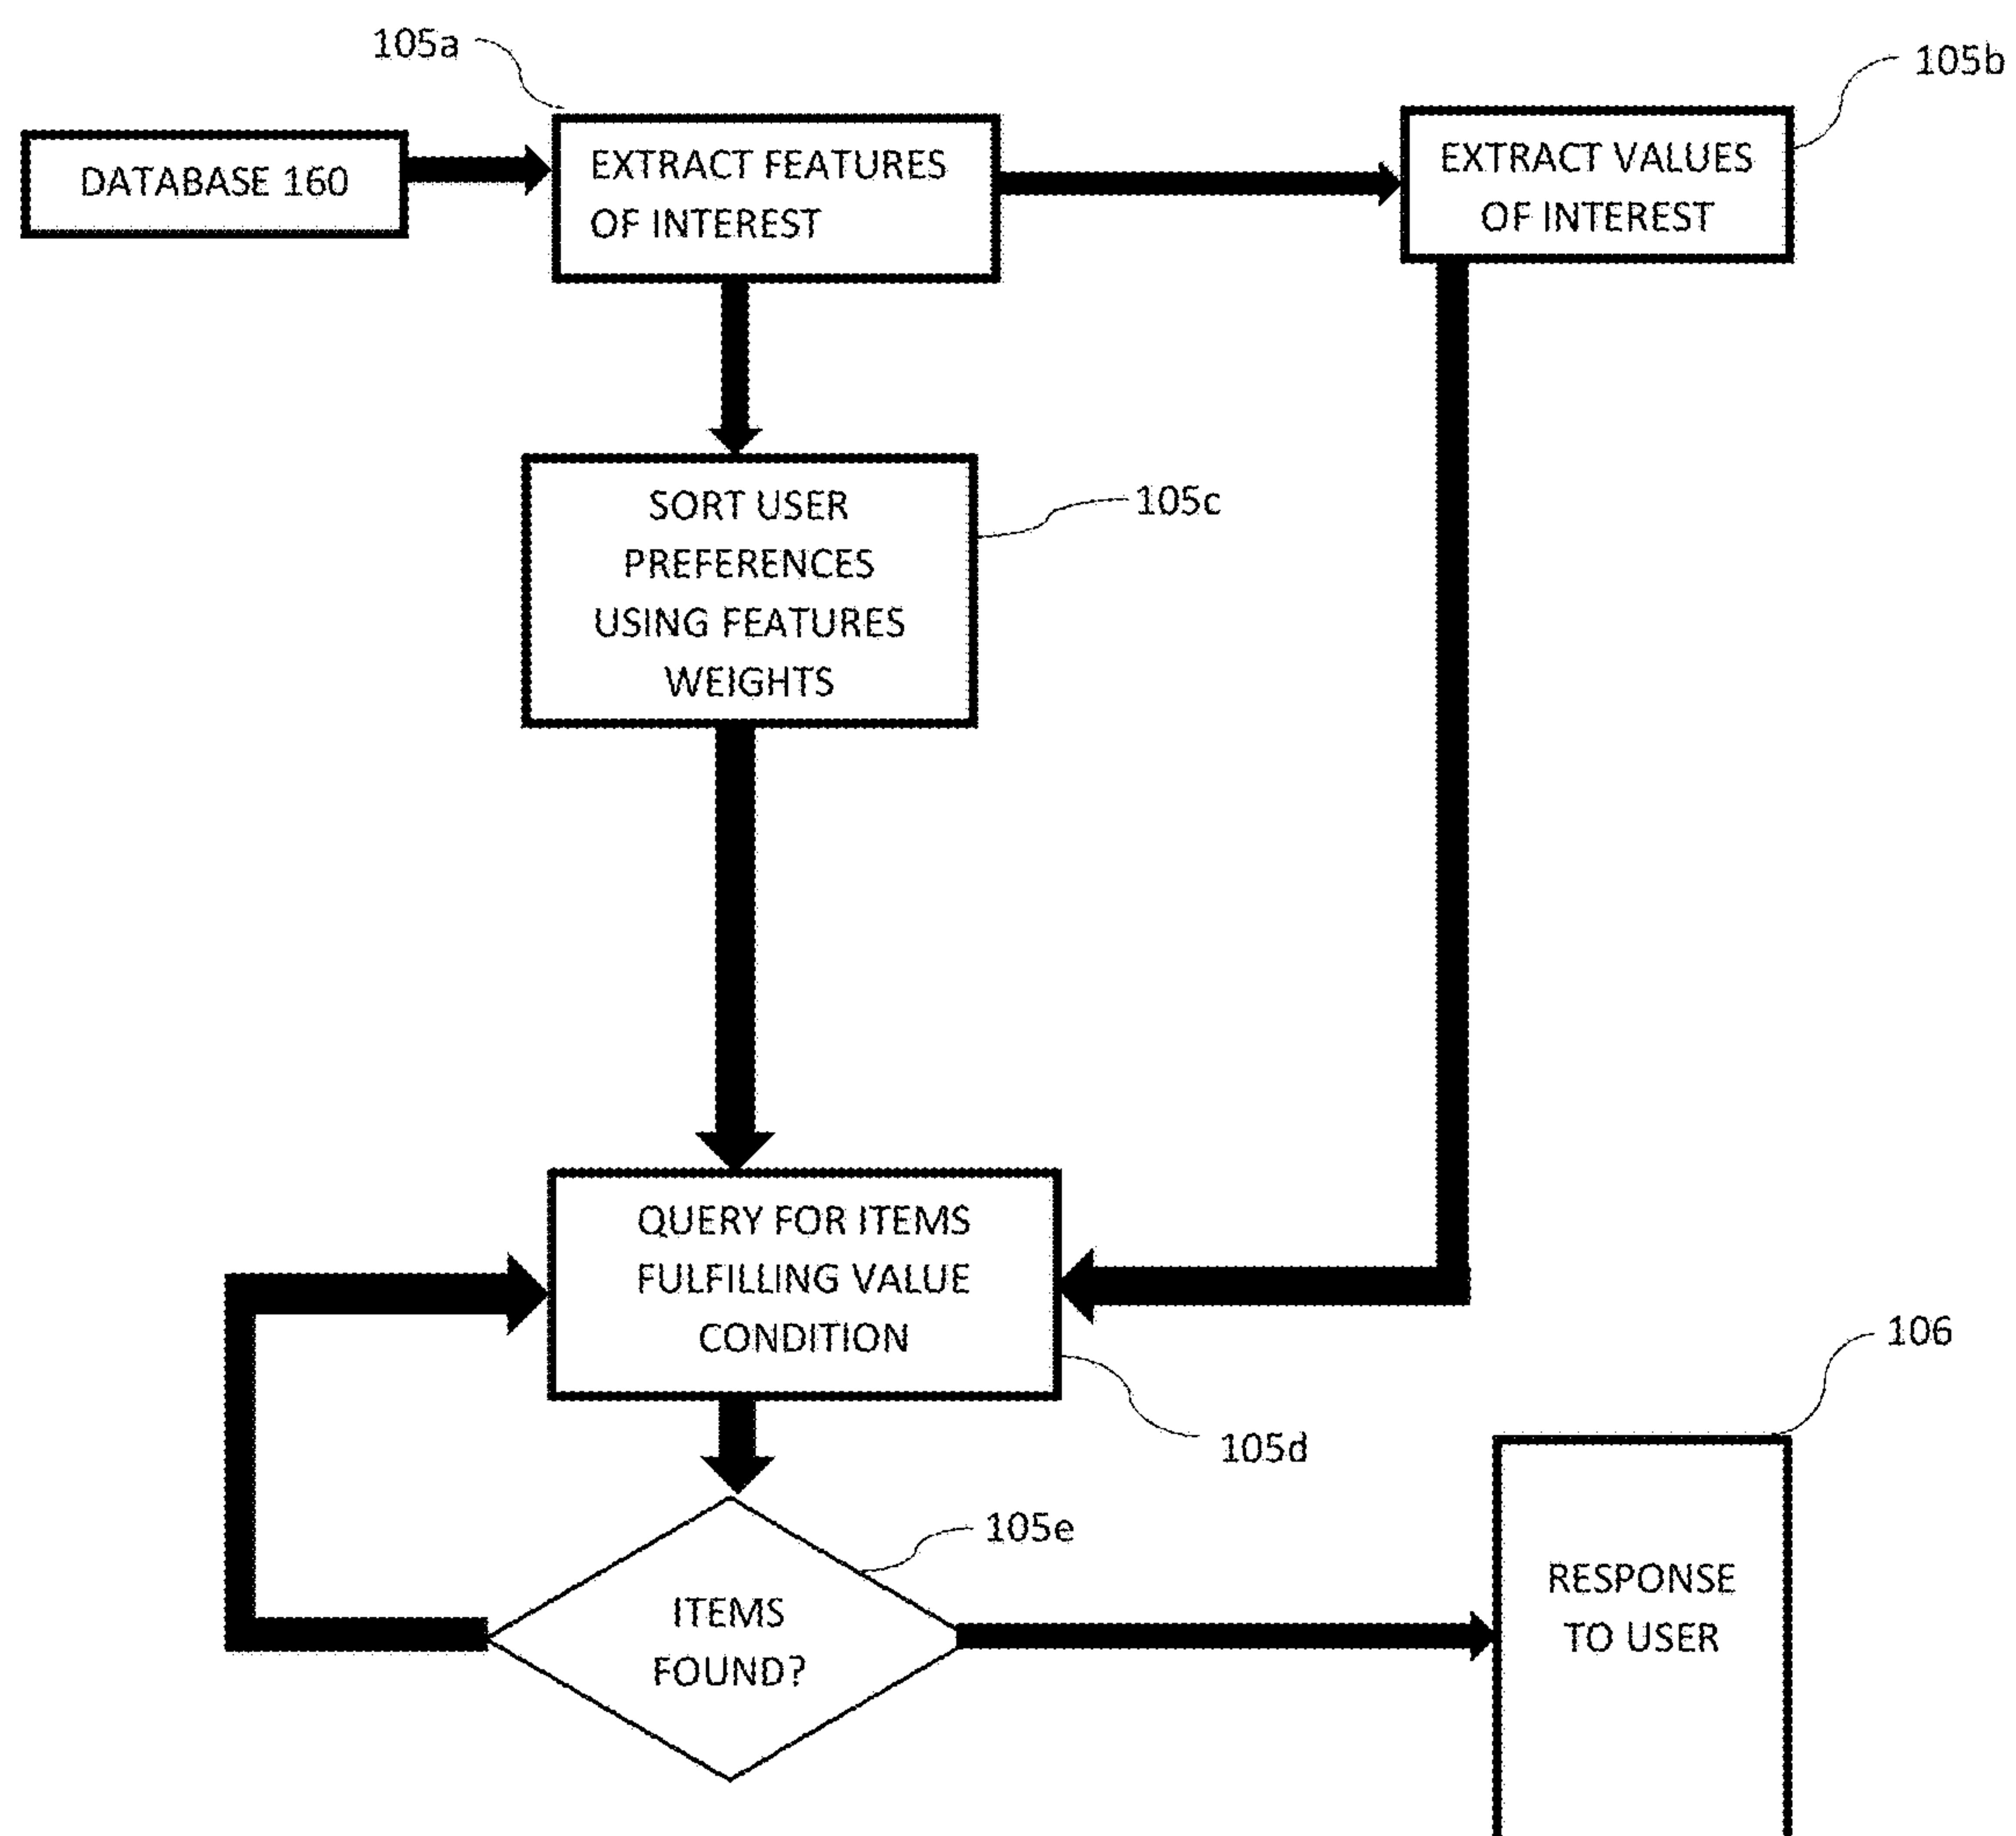 105a
105b
DATABASE 160
EXTRACT FEATURES
OF INTEREST
EXTRACT VALUES
OF INTEREST
SORT USER
PREFERENCES
USING FEATURES
WEIGHTS
105c
QUERY FOR ITEMS
FULFILLING VALUE
CONDITION
105d
106
105e
ITEMS
FOUND?
RESPONSE
TO USER